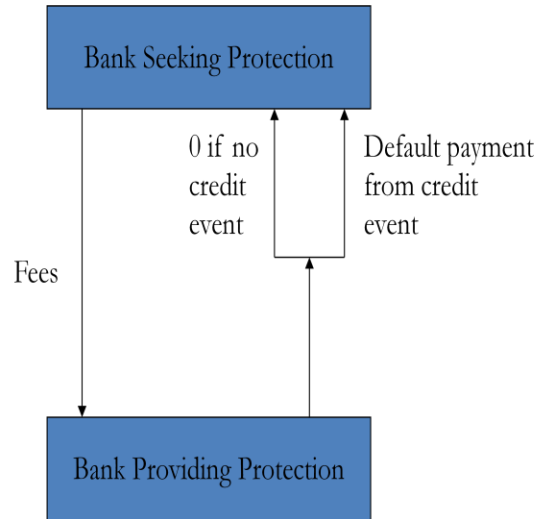 Bank Seeking Protection
0 if no
credit
event
Default payment
from credit
event
Fees
Bank Providing Protection